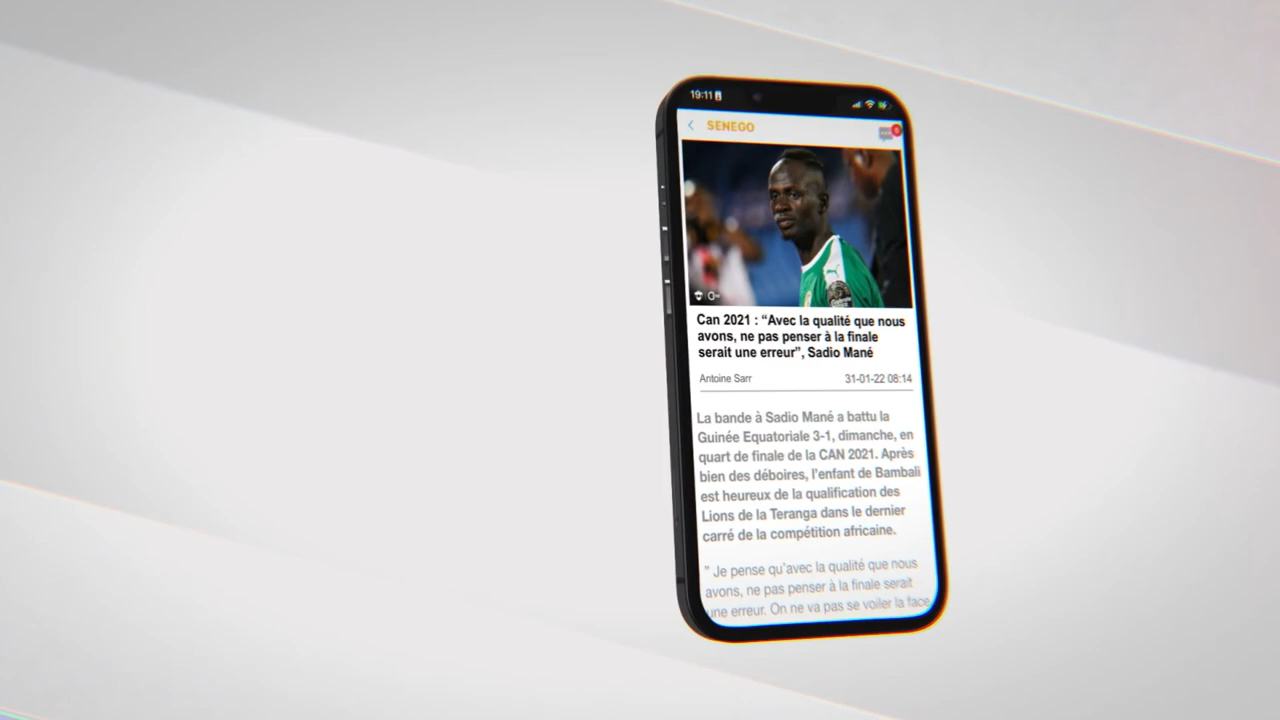 19:11
SENEGO
Can 2021 : “Avec la qualité que nous
avons, ne pas penser à la finale
serait une erreur”, Sadio Mané
Antoine Sarr 31-01-22 08:14
La bande à Sadio Mané a battu la
Guinée Equatoriale 3-1, dimanche, en
quart de finale de la CAN 2021. Après
bien des déboires, l'enfant de Bambali
est heureux de la qualification des
Lions de la Teranga dans le dernier
carré de la compétition africaine.
" Je pense qu'avec la qualité que nous
avons, ne pas penser à la finale serait
une erreur. On ne va pas se voiler la face